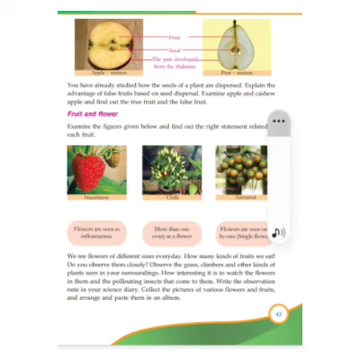 Fruit
Seed
The part developed
from the thalamus
Apple - section
Pear - section
You have already studied how the seeds of a plant are dispersed. Explain the
advantage of false fruits based on seed dispersal. Examine apple and cashew
apple and find out the true fruit and the false fruit.
Fruit and flower
Examine the figures given below and find out the right statement related
each fruit.
Strawberry
Chilli
Flowers are seen as
inflorescence
More than one
ovary in a flower
Flowers are seen on
by one (Single flower
We see flowers of different sizes everyday. How many kinds of fruits we eat!
Do you observe them closely? Observe the grass, climbers and other kinds of
plants seen in your surroundings. How interesting it is to watch the flowers
in them and the pollinating insects that come to them. Write the observation
note in your science diary. Collect the pictures of various flowers and fruits,
and arrange and paste them in an album.
43